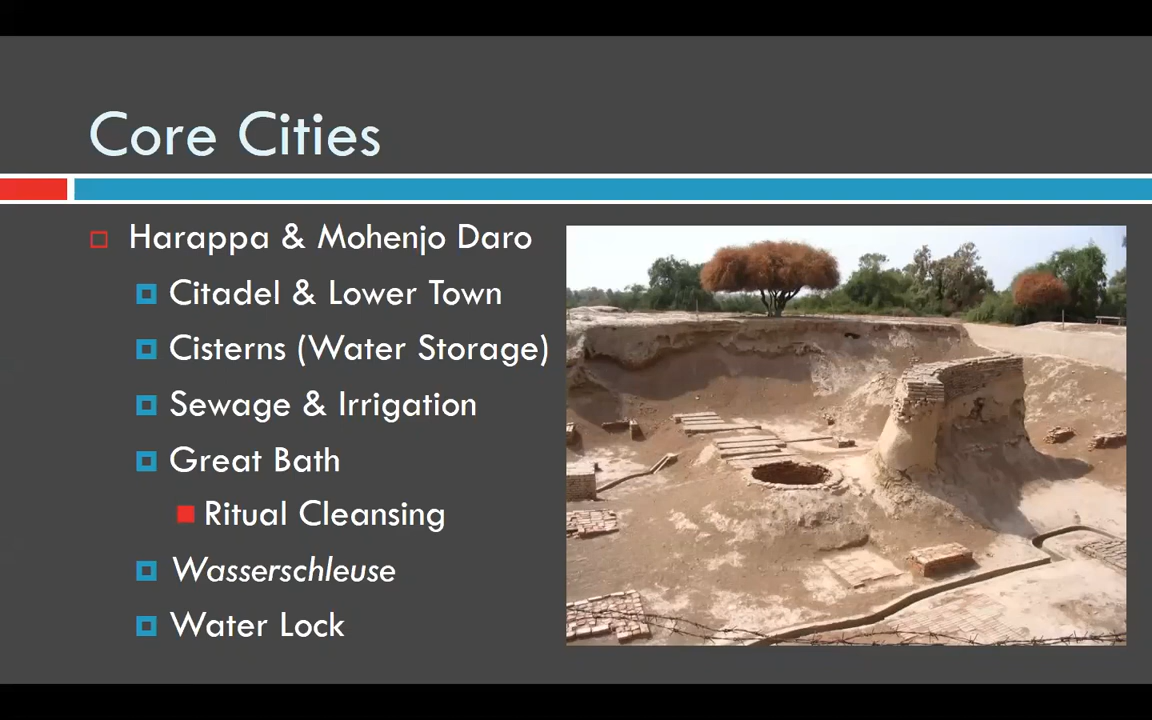 Core Cities
Harappa & Mohenjo Daro
Citadel & Lower Town
Cisterns (Water Storage)
Sewage & Irrigation
Great Bath
Ritual Cleansing
Wasserschleuse
Water Lock